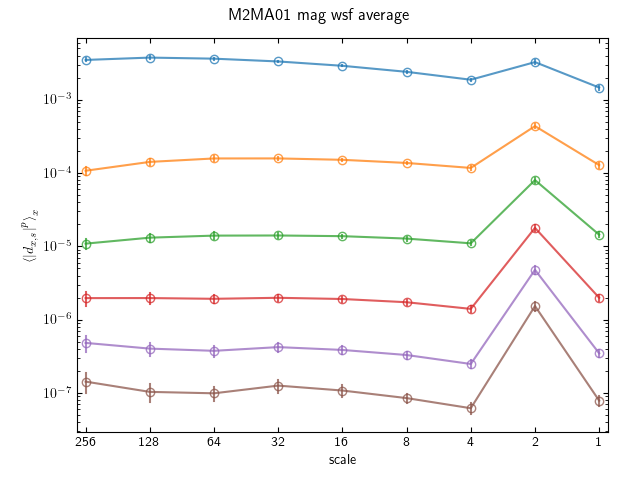 M2MA01 mag wsf average
10⁻³
10⁻⁴
10⁻⁵
10⁻⁶
10⁻⁷
⟨|d_{x,s}|^p⟩_x
256 128 64 32 16 8 4 2 1
scale